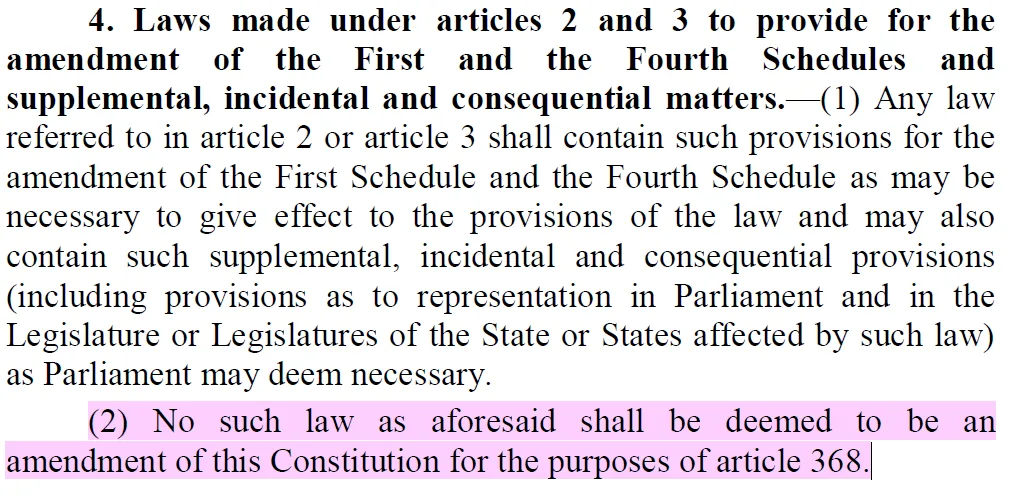 4. Laws made under articles 2 and 3 to provide for the
amendment of the First and the Fourth Schedules and
supplemental, incidental and consequential matters.—(1) Any law
referred to in article 2 or article 3 shall contain such provisions for the
amendment of the First Schedule and the Fourth Schedule as may be
necessary to give effect to the provisions of the law and may also
contain such supplemental, incidental and consequential provisions
(including provisions as to representation in Parliament and in the
Legislature or Legislatures of the State or States affected by such law)
as Parliament may deem necessary.
(2) No such law as aforesaid shall be deemed to be an
amendment of this Constitution for the purposes of article 368.